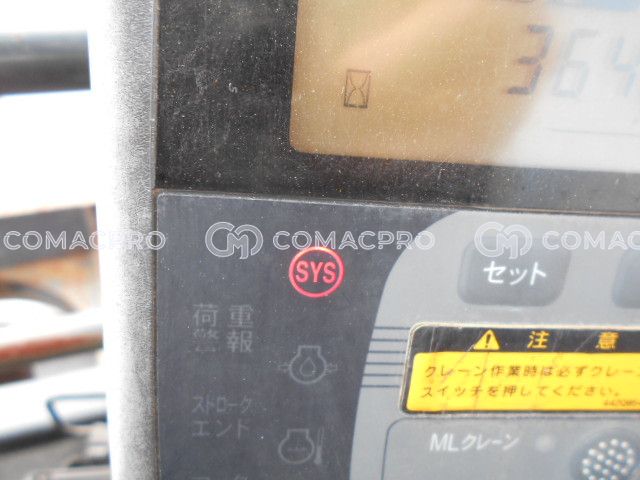 364
COMACPRO
COMACPRO
COM
SYS
セット
荷重
警報
注意
クレーン作業時は必ずクレーン
スイッチを押してください。
ストローク
エンド
MLクレーン